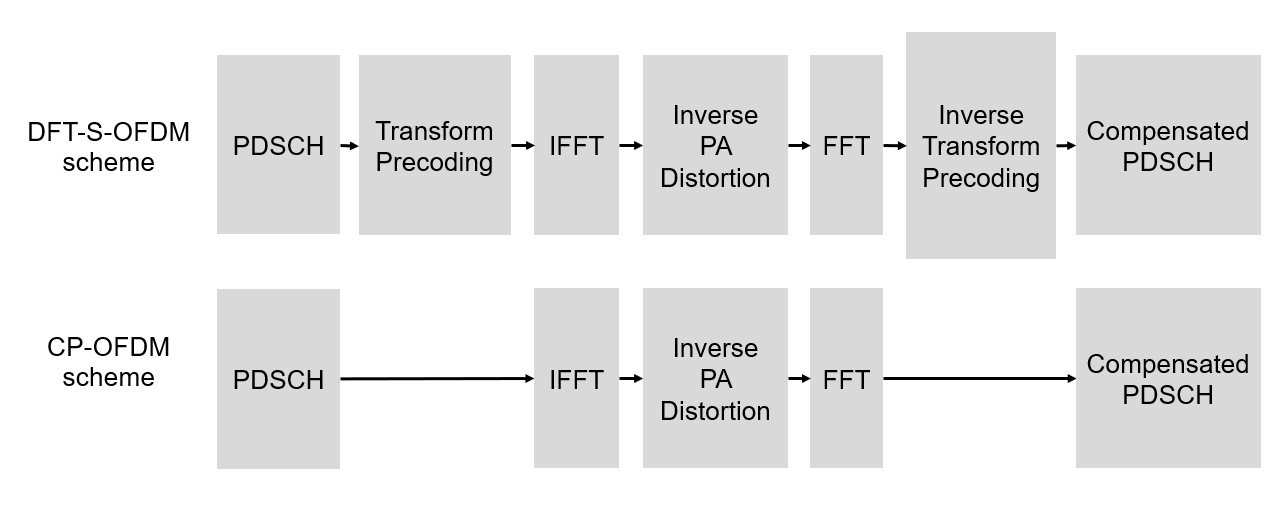 DFT-S-OFDM
scheme
PDSCH
Transform
Precoding
IFFT
Inverse
PA
Distortion
FFT
Inverse
Transform
Precoding
Compensated
PDSCH
CP-OFDM
scheme
PDSCH
IFFT
Inverse
PA
Distortion
FFT
Compensated
PDSCH